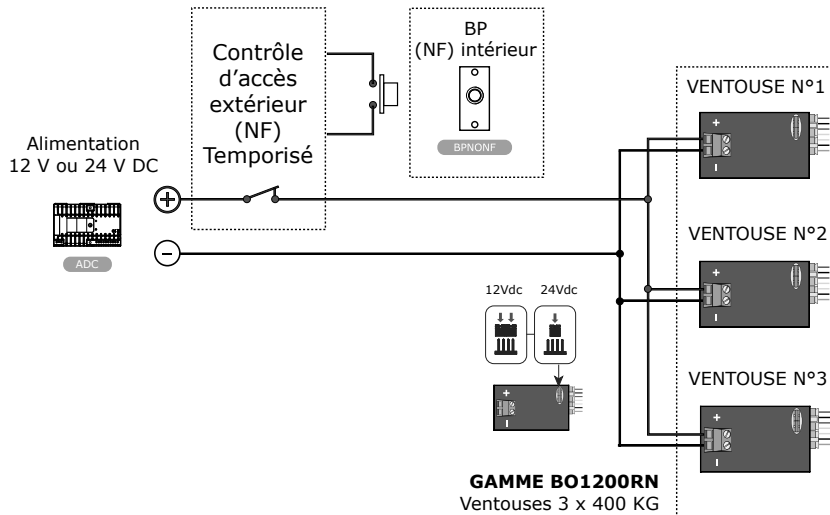 Contrôle
d'accès
extérieur
(NF)
Temporisé
BP
(NF) intérieur
BPNONF
Alimentation
12 V ou 24 V DC
+
-
ADC
VENTOUSE N°1
+
-
VENTOUSE N°2
+
-
12Vdc
24Vdc
+
-
VENTOUSE N°3
+
-
GAMME BO1200RN
Ventouses 3 x 400 KG